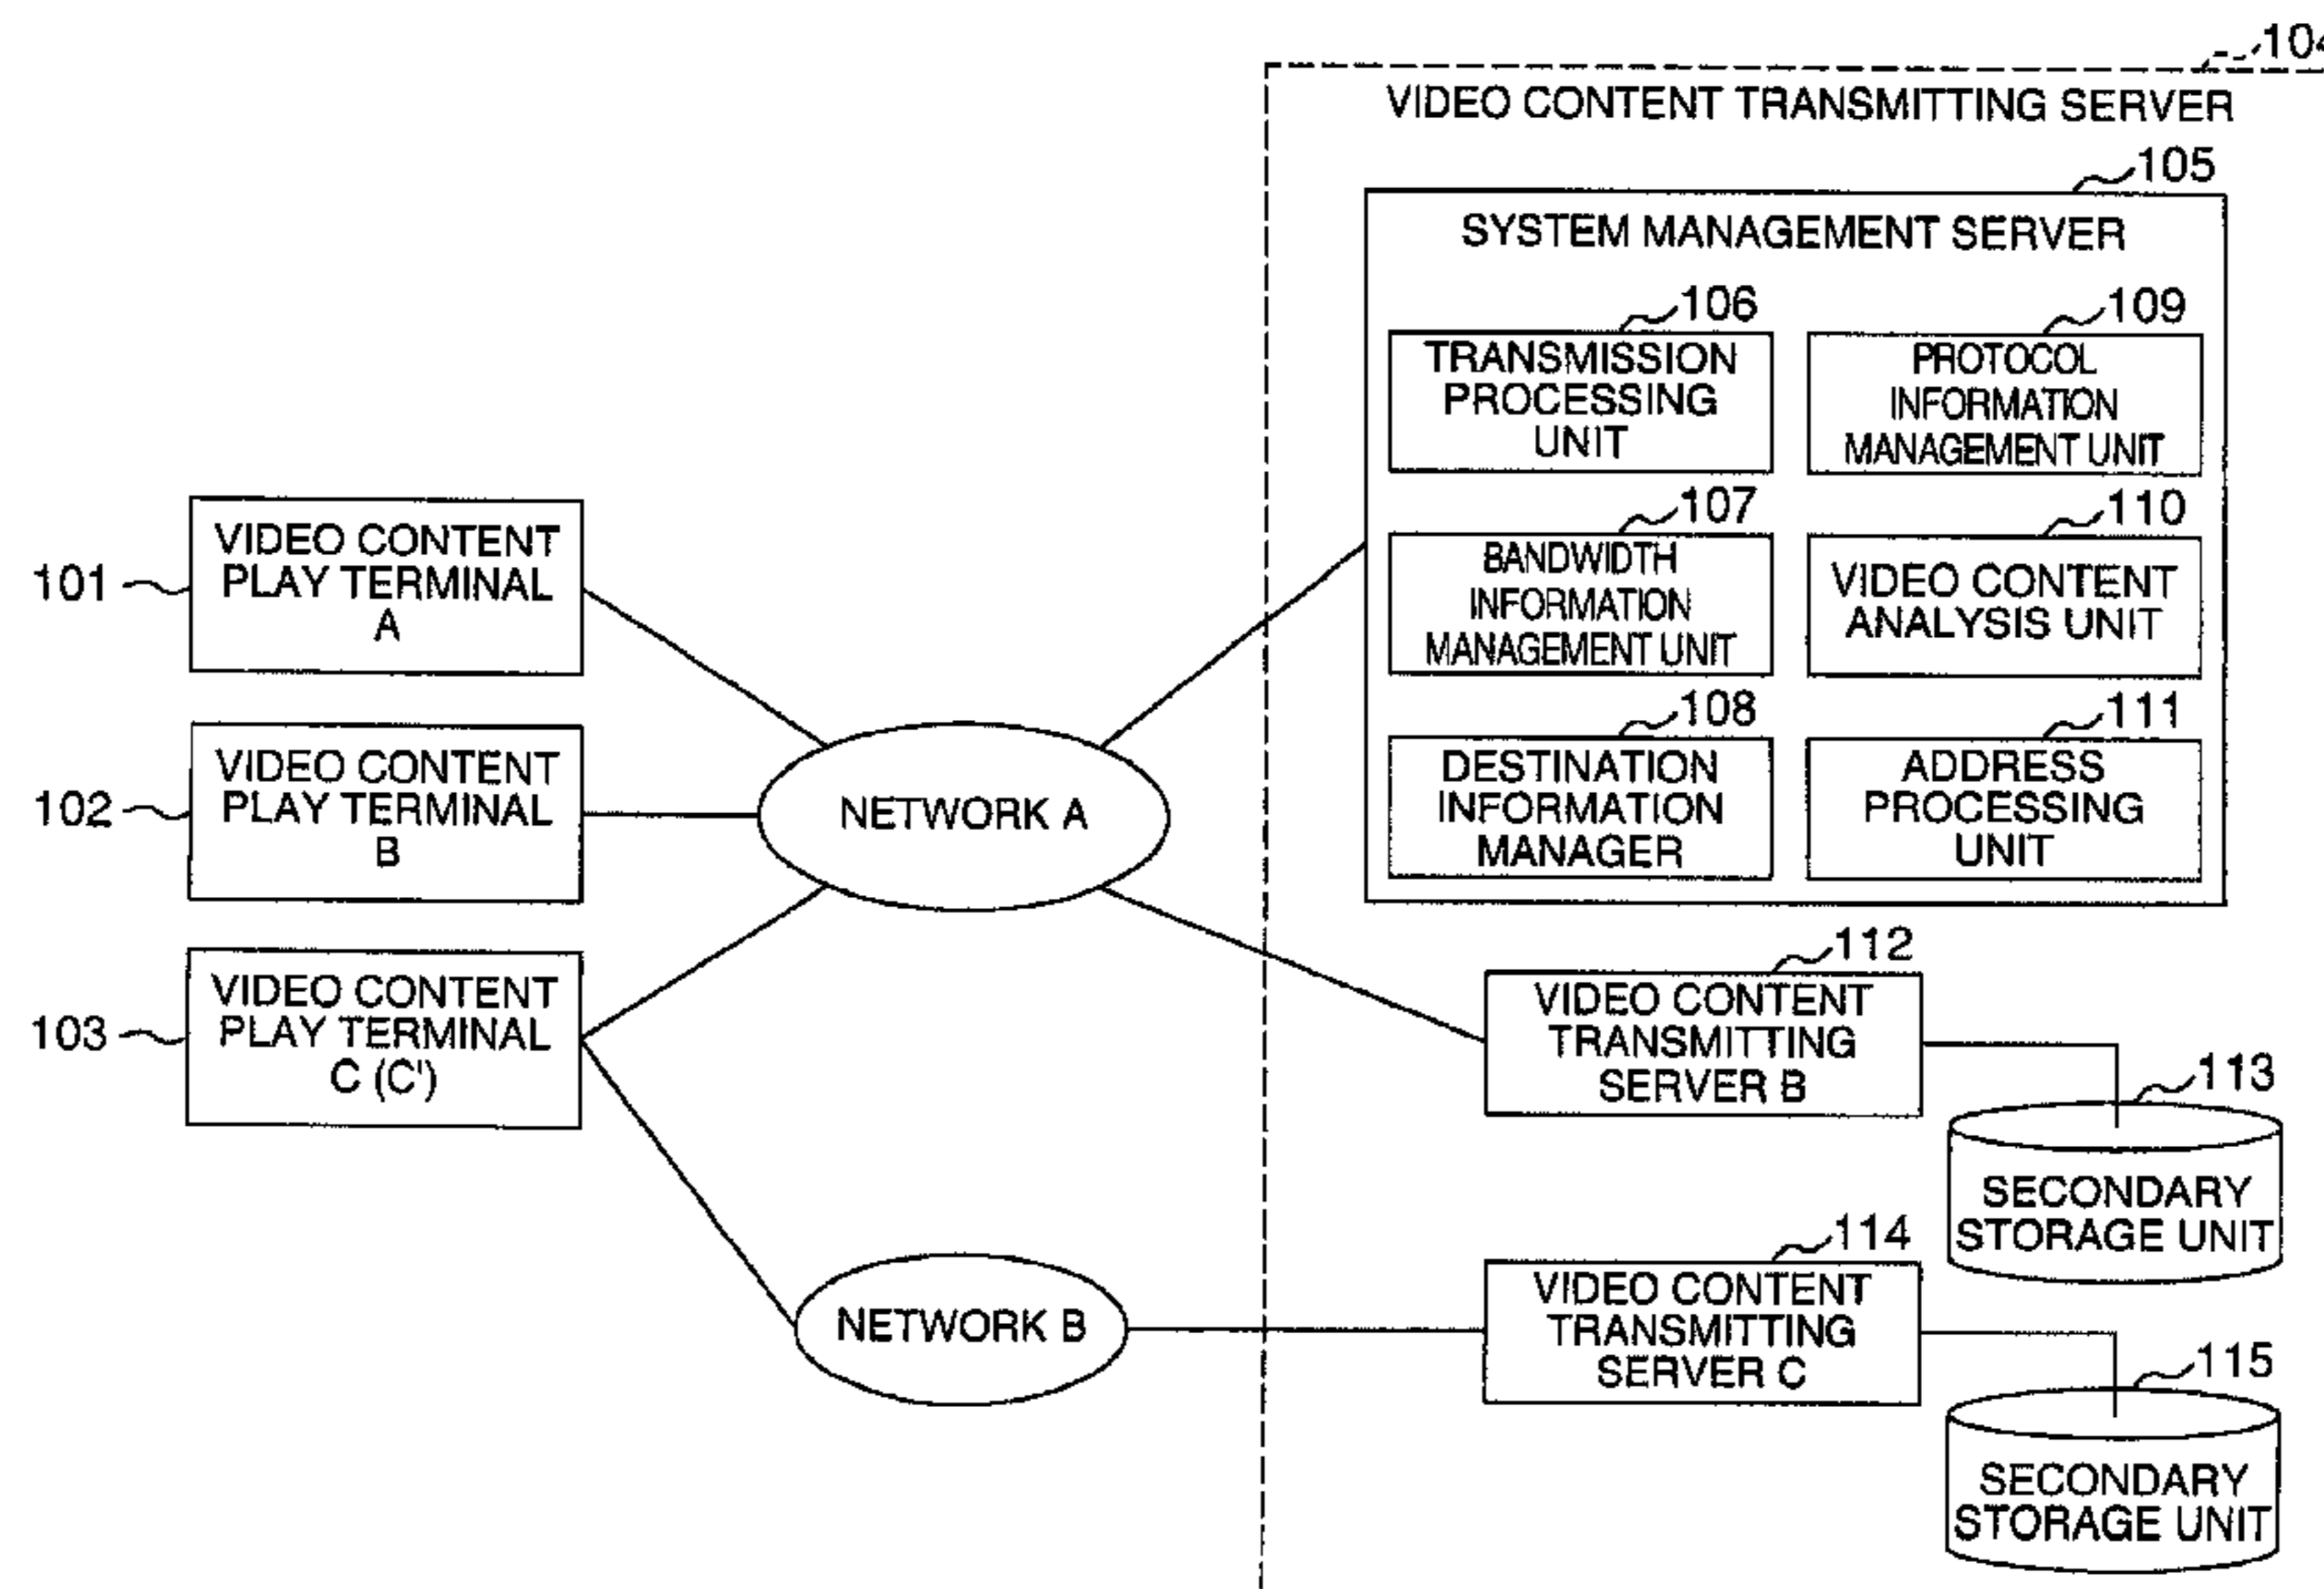 104
VIDEO CONTENT TRANSMITTING SERVER
105
SYSTEM MANAGEMENT SERVER
106
TRANSMISSION
PROCESSING
UNIT
109
PROTOCOL
INFORMATION
MANAGEMENT UNIT
107
BANDWIDTH
INFORMATION
MANAGEMENT UNIT
110
VIDEO CONTENT
ANALYSIS UNIT
108
DESTINATION
INFORMATION
MANAGER
111
ADDRESS
PROCESSING
UNIT
101
VIDEO CONTENT
PLAY TERMINAL
A
102
VIDEO CONTENT
PLAY TERMINAL
B
103
VIDEO CONTENT
PLAY TERMINAL
C (C')
NETWORK A
NETWORK B
112
VIDEO CONTENT
TRANSMITTING
SERVER B
113
SECONDARY
STORAGE UNIT
114
VIDEO CONTENT
TRANSMITTING
SERVER C
115
SECONDARY
STORAGE UNIT